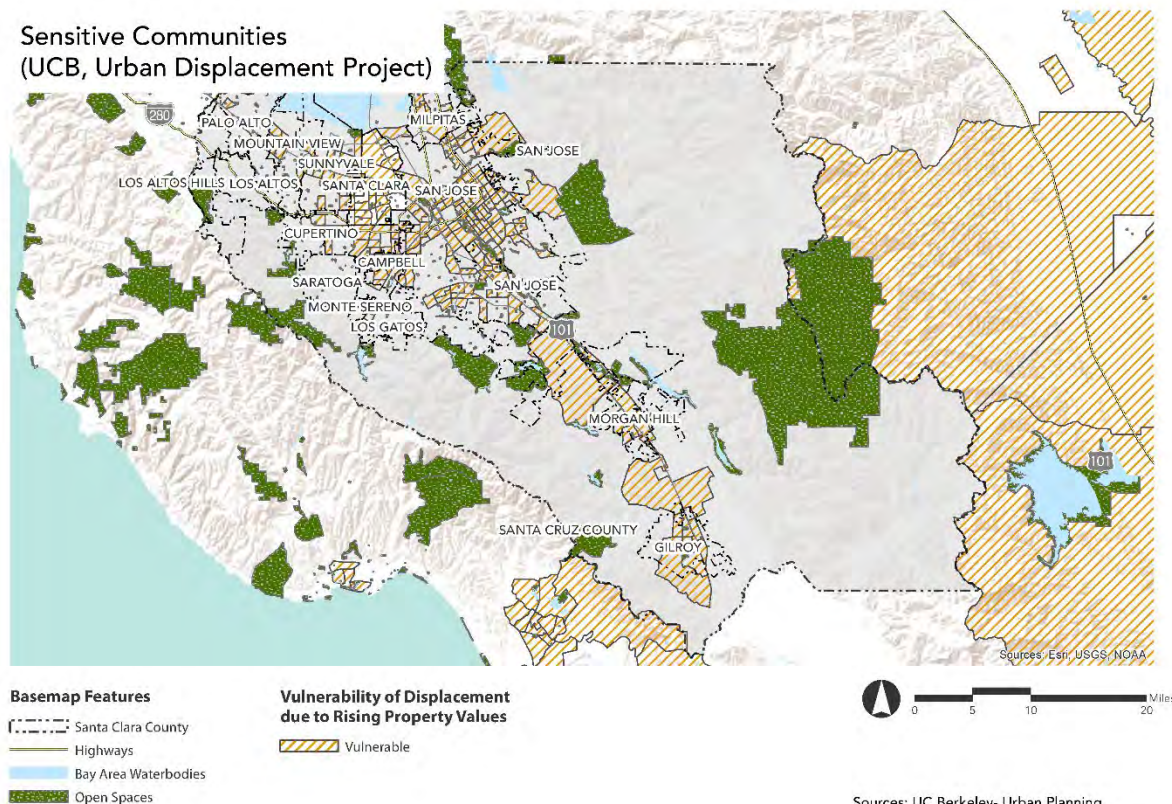 Sensitive Communities
(UCB, Urban Displacement Project)
280
PALO ALTO
MILPITAS
MOUNTAIN VIEW
SAN JOSE
SUNNYVALE
LOS ALTOS HILLS
LOS ALTOS
SANTA CLARA
SAN JOSE
CUPERTINO
CAMPBELL
SARATOGA
SAN JOSE
MONTE SERENO
LOS GATOS
101
MORGAN HILL
101
SANTA CRUZ COUNTY
GILROY
Sources: Esri, USGS, NOAA
Basemap Features
Santa Clara County
Highways
Bay Area Waterbodies
Open Spaces
Vulnerability of Displacement
due to Rising Property Values
Vulnerable
Miles
0 5 10 20
Sources: UC Berkeley- Urban Planning